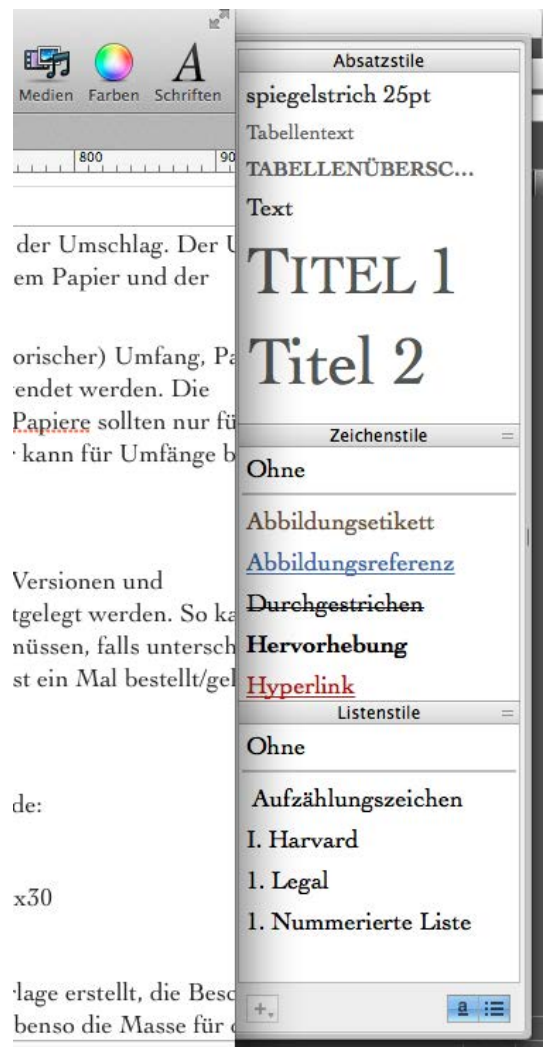 Medien Farben Schriften
800 90
der Umschlag. Der U
em Papier und der
orischer) Umfang, Pa
endet werden. Die
Papiere sollten nur fü
kann für Umfänge b
Versionen und
tgelegt werden. So ka
müssen, falls untersch
st ein Mal bestellt/gel
de:
x30
lage erstellt, die Besc
benso die Masse für
Absatzstile
spiegelstrich 25pt
Tabellentext
TABELLENÜBERSC...
Text
TITEL 1
Titel 2
Zeichenstile
Ohne
Abbildungsetikett
Abbildungsreferenz
Durchgestrichen
Hervorhebung
Hyperlink
Listenstile
Ohne
Aufzählungszeichen
I. Harvard
1. Legal
1. Nummerierte Liste
a